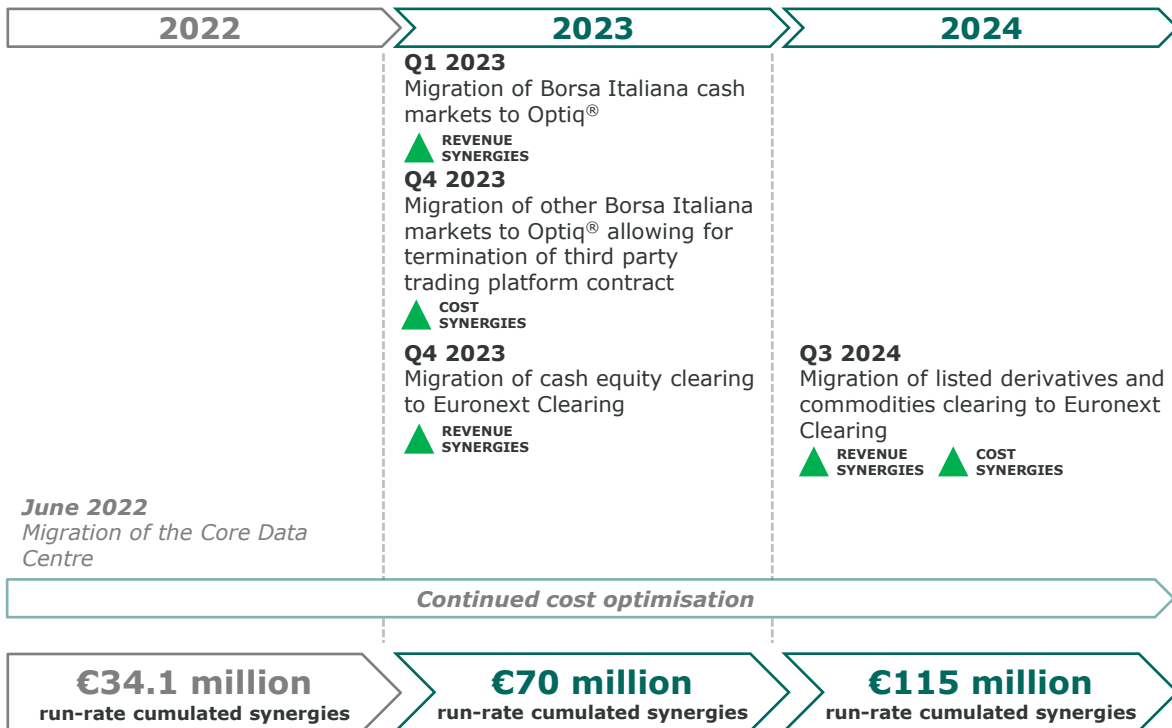 2022
2023
2024
Q1 2023
Migration of Borsa Italiana cash
markets to Optiq®
REVENUE
SYNERGIES
Q4 2023
Migration of other Borsa Italiana
markets to Optiq® allowing for
termination of third party
trading platform contract
COST
SYNERGIES
Q4 2023
Migration of cash equity clearing
to Euronext Clearing
REVENUE
SYNERGIES
Q3 2024
Migration of listed derivatives and
commodities clearing to Euronext
Clearing
REVENUE
SYNERGIES
COST
SYNERGIES
June 2022
Migration of the Core Data
Centre
Continued cost optimisation
€34.1 million
run-rate cumulated synergies
€70 million
run-rate cumulated synergies
€115 million
run-rate cumulated synergies